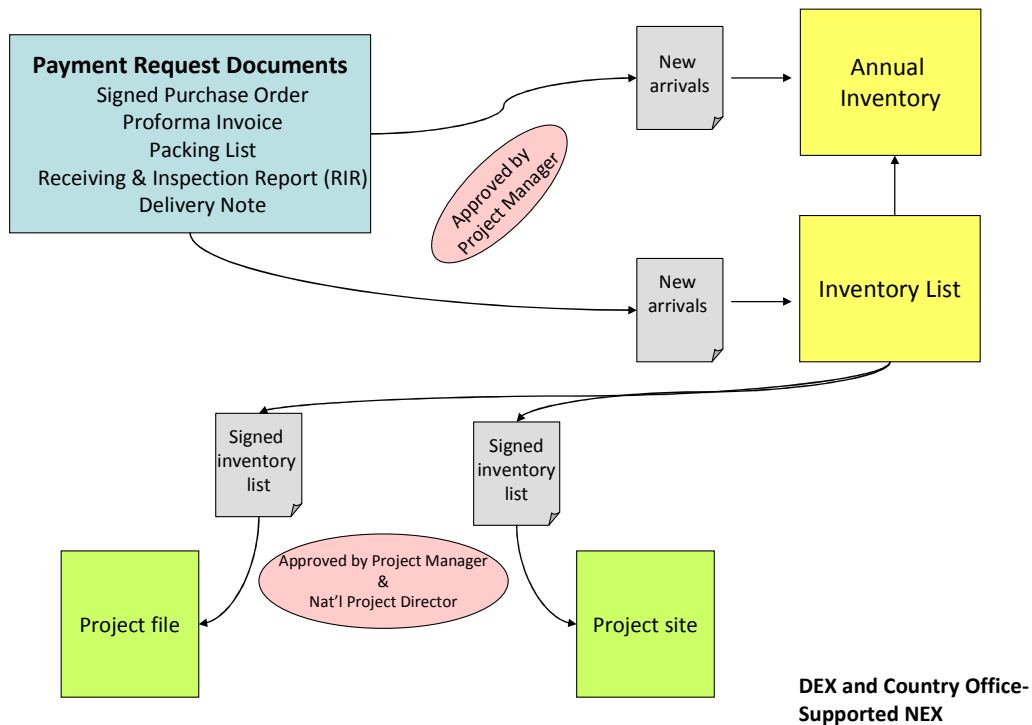 Payment Request Documents
Signed Purchase Order
Proforma Invoice
Packing List
Receiving & Inspection Report (RIR)
Delivery Note
New
arrivals
Annual
Inventory
Approved by
Project Manager
New
arrivals
Inventory List
Signed
inventory
list
Signed
inventory
list
Approved by Project Manager
&
Nat’l Project Director
Project file
Project site
DEX and Country Office-
Supported NEX